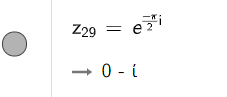 z₂₉ = e^(−π/2 i)
→ 0 - í